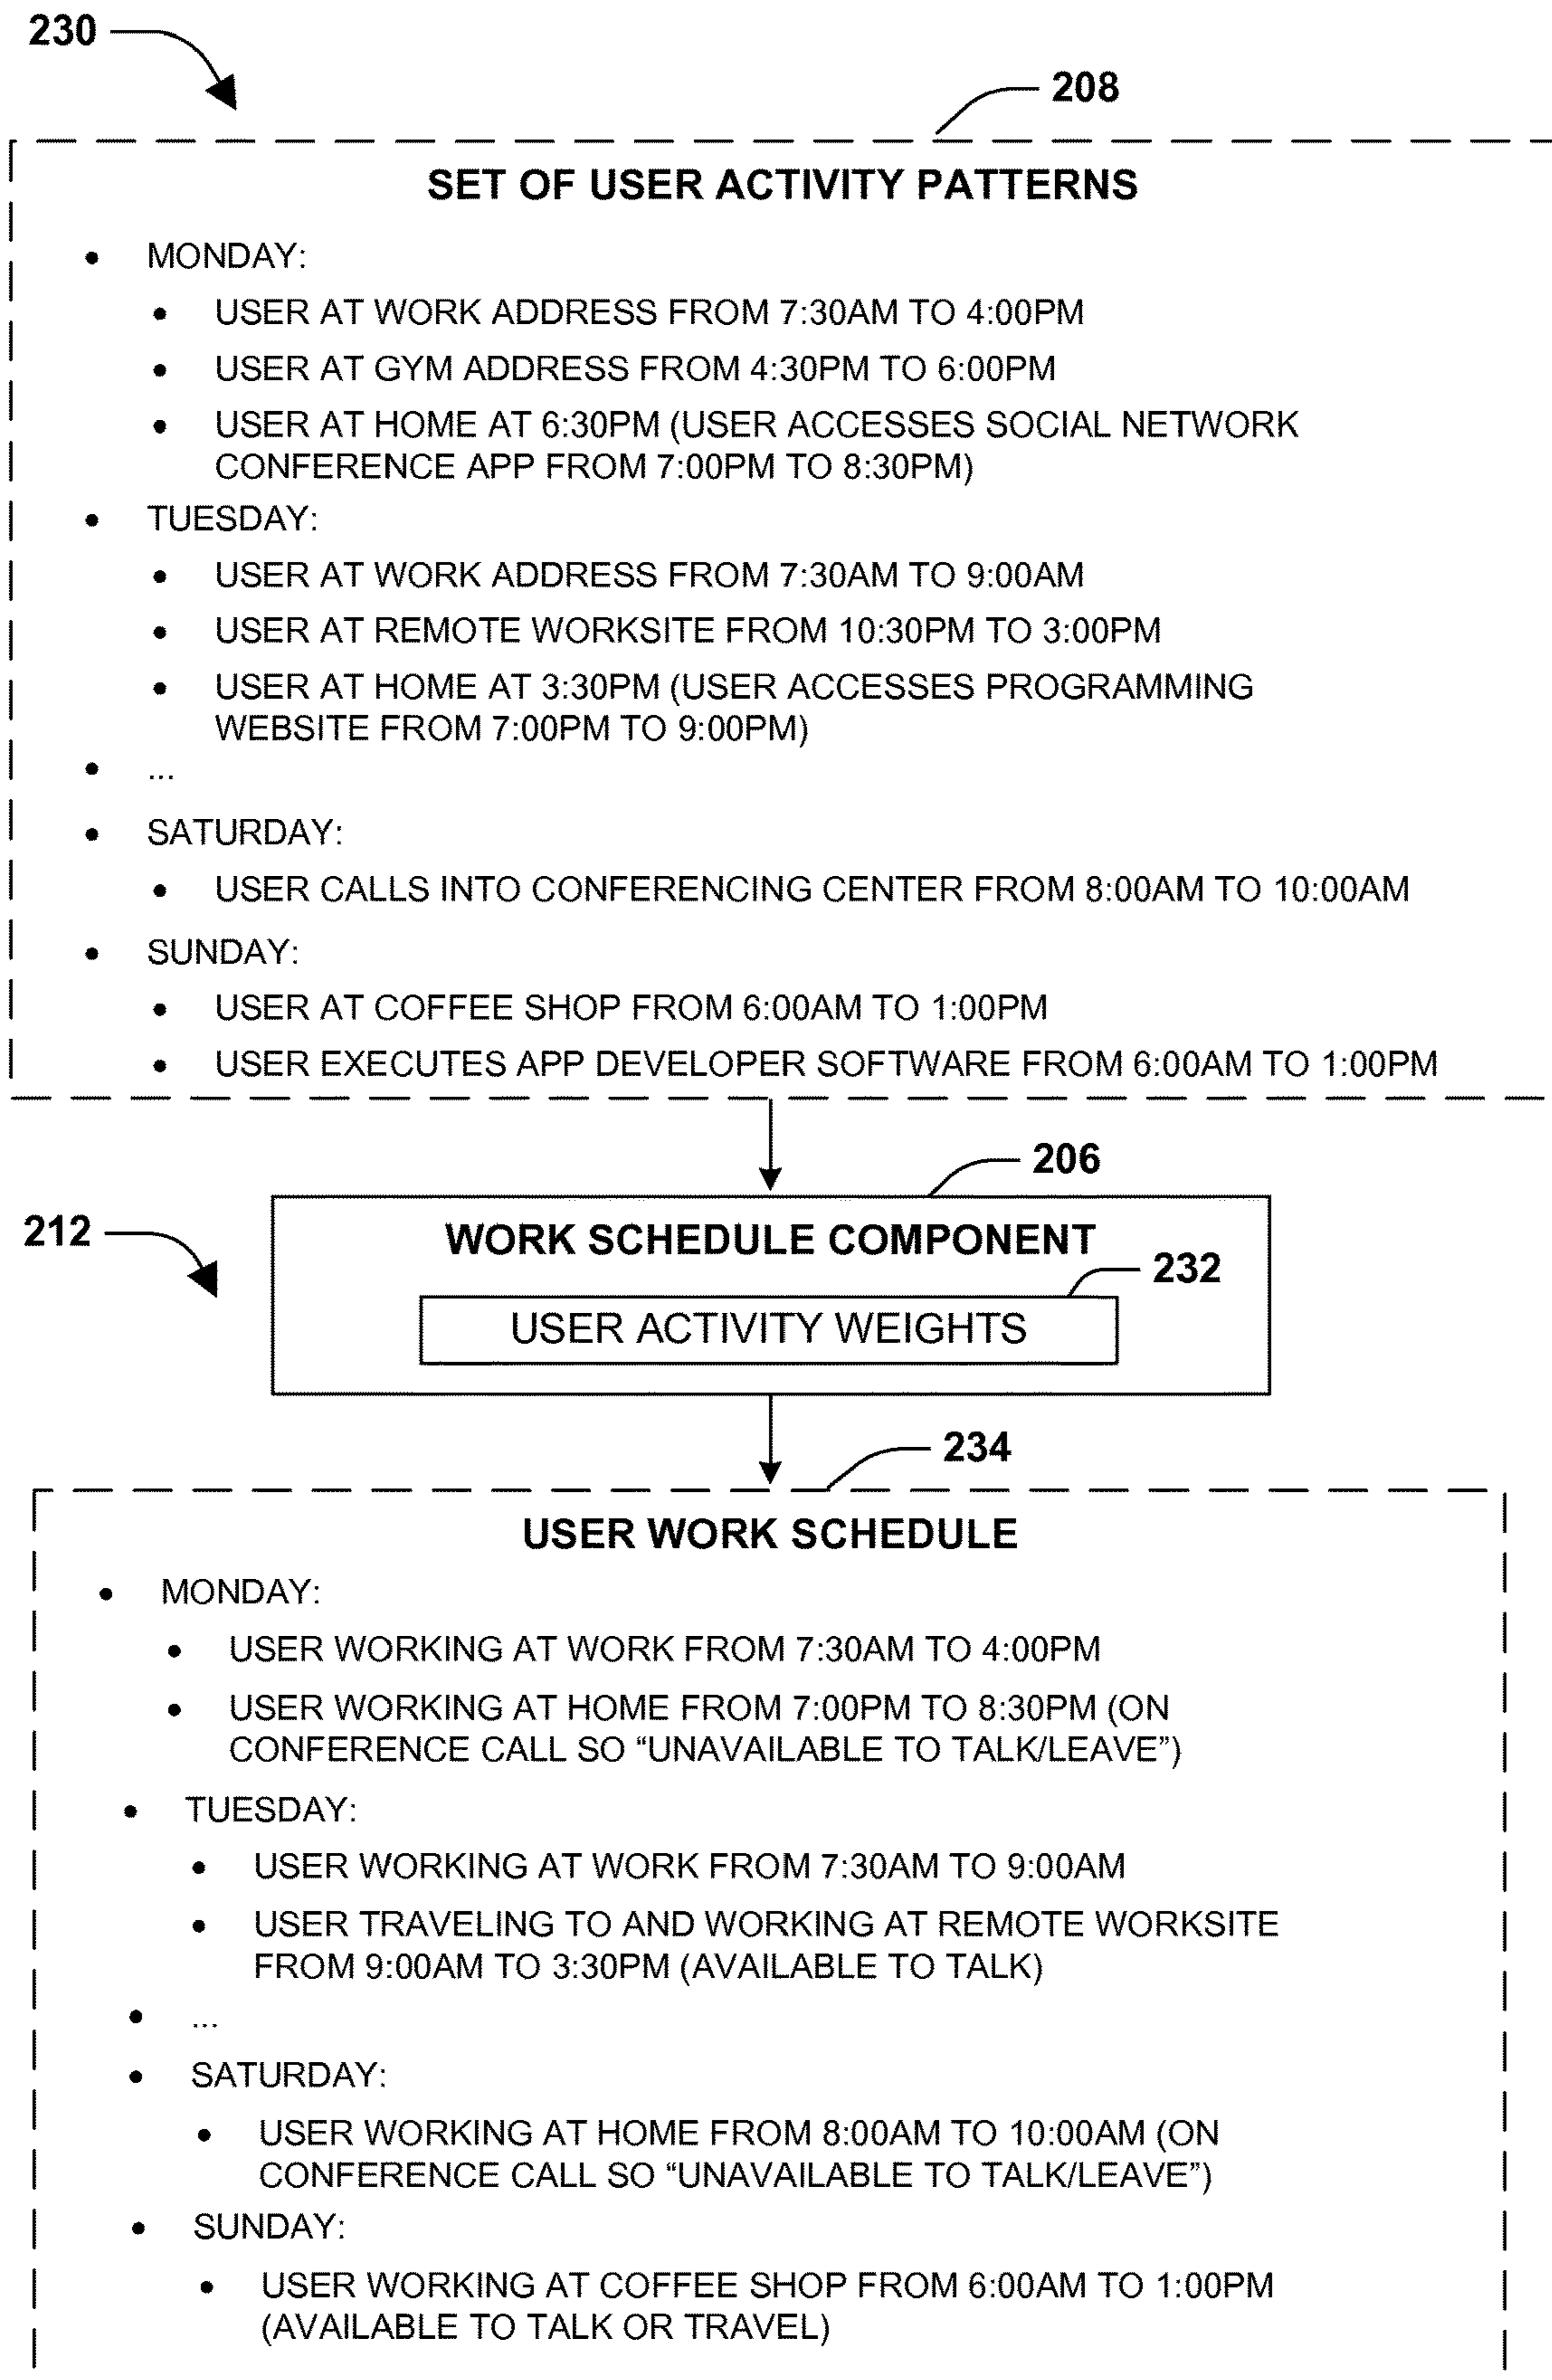 230
208
SET OF USER ACTIVITY PATTERNS
• MONDAY:
• USER AT WORK ADDRESS FROM 7:30AM TO 4:00PM
• USER AT GYM ADDRESS FROM 4:30PM TO 6:00PM
• USER AT HOME AT 6:30PM (USER ACCESSES SOCIAL NETWORK
CONFERENCE APP FROM 7:00PM TO 8:30PM)
• TUESDAY:
• USER AT WORK ADDRESS FROM 7:30AM TO 9:00AM
• USER AT REMOTE WORKSITE FROM 10:30PM TO 3:00PM
• USER AT HOME AT 3:30PM (USER ACCESSES PROGRAMMING
WEBSITE FROM 7:00PM TO 9:00PM)
• ...
• SATURDAY:
• USER CALLS INTO CONFERENCING CENTER FROM 8:00AM TO 10:00AM
• SUNDAY:
• USER AT COFFEE SHOP FROM 6:00AM TO 1:00PM
• USER EXECUTES APP DEVELOPER SOFTWARE FROM 6:00AM TO 1:00PM
206
212
WORK SCHEDULE COMPONENT
232
USER ACTIVITY WEIGHTS
234
USER WORK SCHEDULE
• MONDAY:
• USER WORKING AT WORK FROM 7:30AM TO 4:00PM
• USER WORKING AT HOME FROM 7:00PM TO 8:30PM (ON
CONFERENCE CALL SO “UNAVAILABLE TO TALK/LEAVE”)
• TUESDAY:
• USER WORKING AT WORK FROM 7:30AM TO 9:00AM
• USER TRAVELING TO AND WORKING AT REMOTE WORKSITE
FROM 9:00AM TO 3:30PM (AVAILABLE TO TALK)
• ...
• SATURDAY:
• USER WORKING AT HOME FROM 8:00AM TO 10:00AM (ON
CONFERENCE CALL SO “UNAVAILABLE TO TALK/LEAVE”)
• SUNDAY:
• USER WORKING AT COFFEE SHOP FROM 6:00AM TO 1:00PM
(AVAILABLE TO TALK OR TRAVEL)